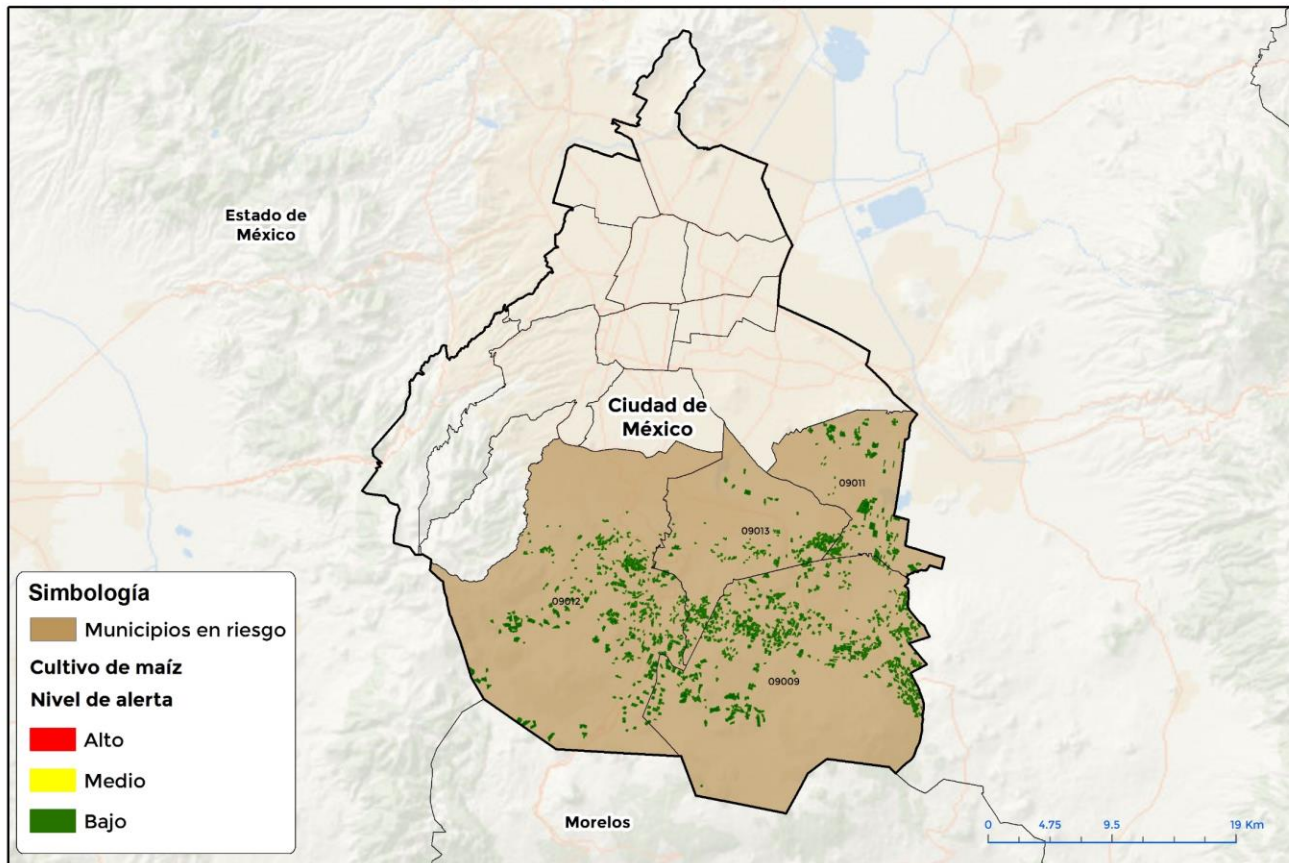 Estado de
México
Ciudad de
México
09011
09013
09012
09009
Simbología
Municipios en riesgo
Cultivo de maíz
Nivel de alerta
Alto
Medio
Bajo
Morelos
0 4.75 9.5 19 Km